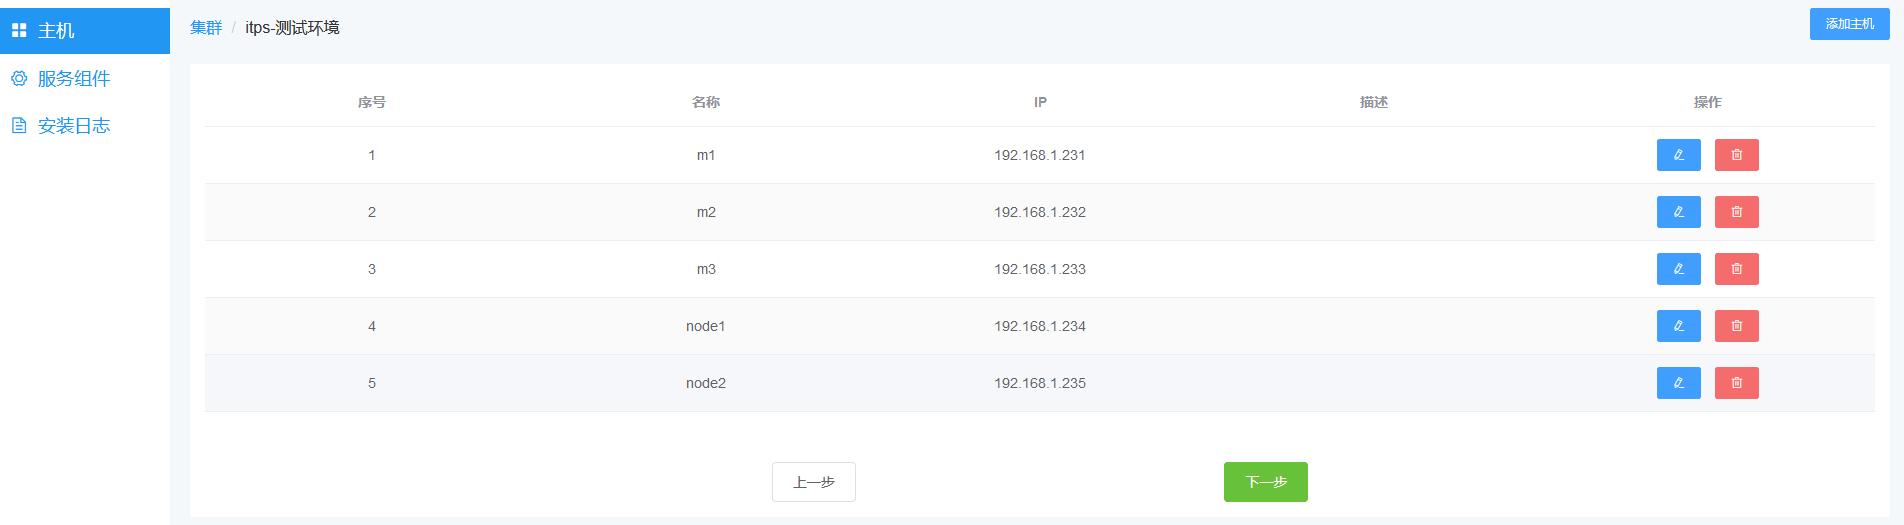 主机
服务组件
安装日志
集群 / itps-测试环境
添加主机
序号 名称 IP 描述 操作
1 m1 192.168.1.231
2 m2 192.168.1.232
3 m3 192.168.1.233
4 node1 192.168.1.234
5 node2 192.168.1.235
上一步 下一步